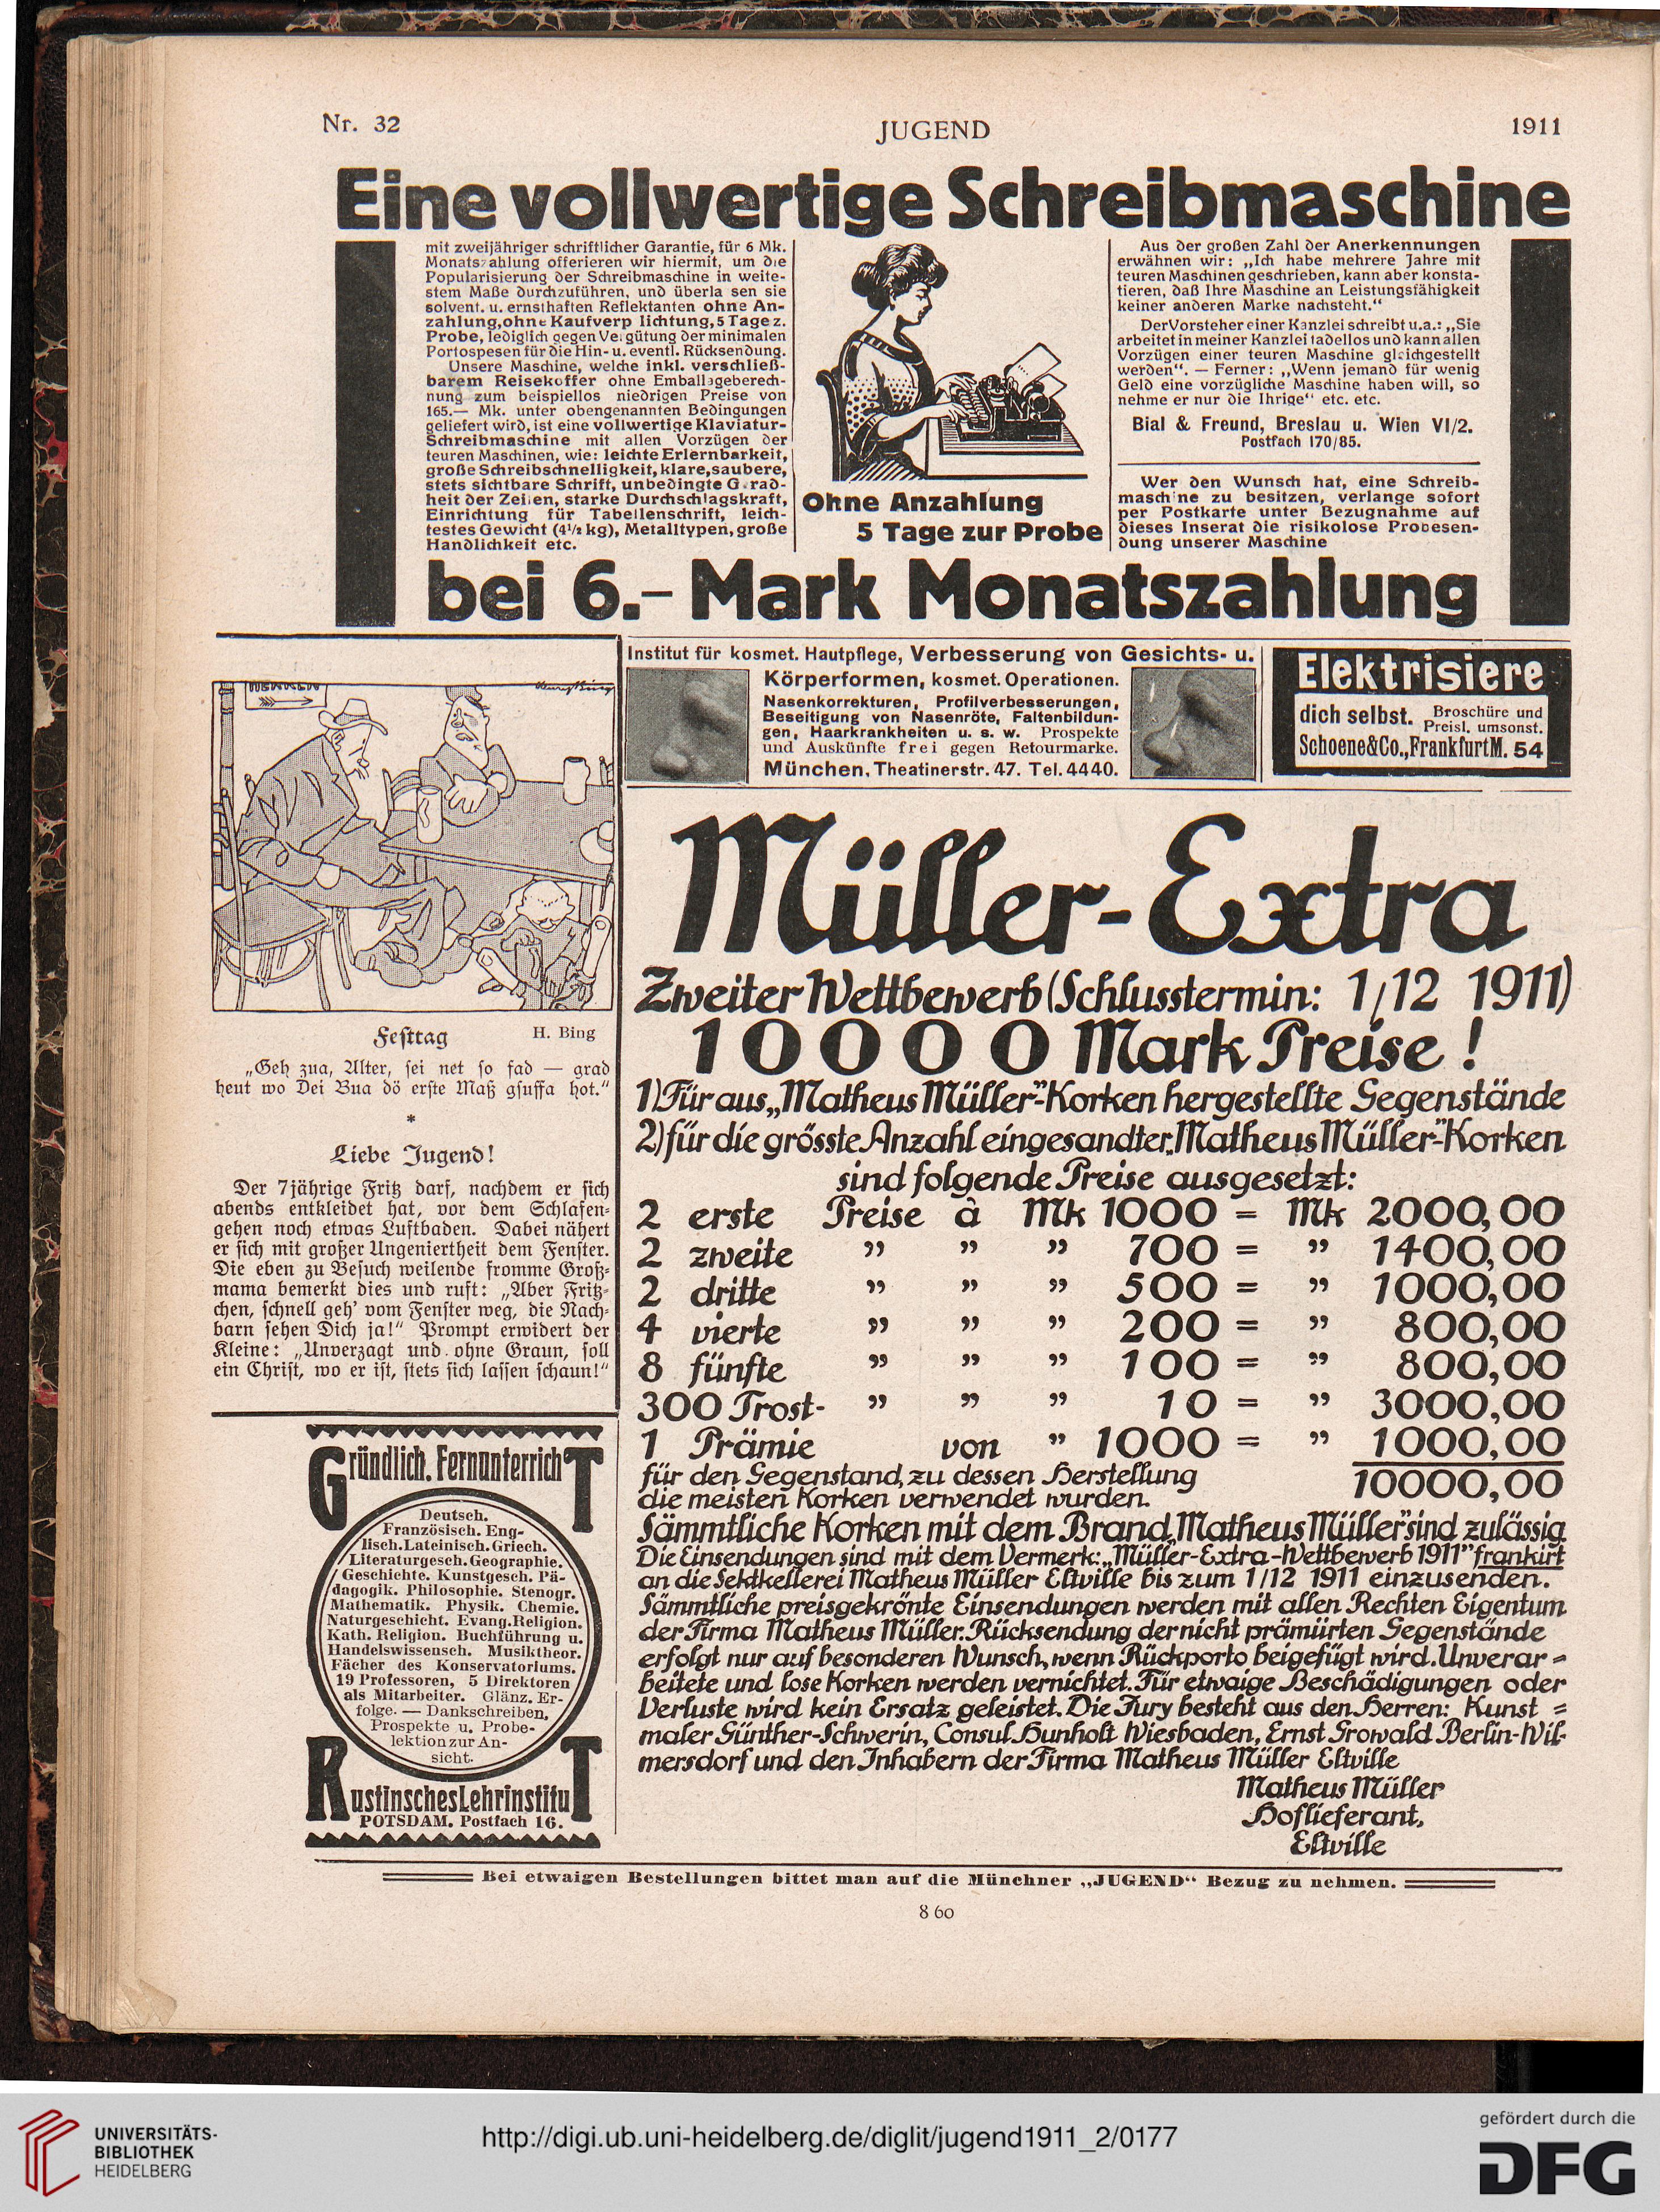 Nr. 32
JUGEND
1911
Eine vollwertige Schreibmaschine
mit zweijähriger schriftlicher Garantie, für 6 Mk.
Monatszahlung offerieren wir hiermit, um die
Popularisierung der Schreibmaschine in weite-
stem Maße durchzuführen, und überla sen sie
solvent. u. ernsthaften Reflektanten ohne An-
zahlung, ohne Kaufverp lichtung, 5 Tage z.
Probe, lediglich gegen Vergütung der minimalen
Portospesen für die Hin- u. eventl. Rücksendung.
Unsere Maschine, welche inkl. verschließ-
barem Reisekoffer ohne Emballageberech-
nung zum beispiellos niedrigen Preise von
165.— Mk. unter obengenannten Bedingungen
geliefert wird, ist eine vollwertige Klaviatur-
Schreibmaschine mit allen Vorzügen der
teuren Maschinen, wie: leichte Erlernbarkeit,
große Schreibschnelligkeit, klare, saubere,
stets sichtbare Schrift, unbedingte Gerad-
heit der Zeilen, starke Durchschlagskraft,
Einrichtung für Tabellenschrift, leich-
testes Gewicht (4½ kg), Metalltypen, große
Handlichkeit etc.
Ohne Anzahlung
5 Tage zur Probe
Aus der großen Zahl der Anerkennungen
erwähnen wir: „Ich habe mehrere Jahre mit
teuren Maschinen geschrieben, kann aber konsta-
tieren, daß Ihre Maschine an Leistungsfähigkeit
keiner anderen Marke nachsteht.“
Der Vorsteher einer Kanzlei schreibt u.a.: „Sie
arbeitet in meiner Kanzlei tadellos und kann allen
Vorzügen einer teuren Maschine gleichgestellt
werden“. — Ferner: „Wenn jemand für wenig
Geld eine vorzügliche Maschine haben will, so
nehme er nur die Ihrige“ etc. etc.
Bial & Freund, Breslau u. Wien VI/2.
Postfach 170/85.
Wer den Wunsch hat, eine Schreib-
maschine zu besitzen, verlange sofort
per Postkarte unter Bezugnahme auf
dieses Inserat die risikolose Probesen-
dung unserer Maschine
bei 6.- Mark Monatszahlung
Institut für kosmet. Hautpflege, Verbesserung von Gesichts- u.
Körperformen, kosmet. Operationen.
Nasenkorrekturen, Profilverbesserungen,
Beseitigung von Nasenröte, Faltenbildun-
gen, Haarkrankheiten u. s. w. Prospekte
und Auskünfte frei gegen Retourmarke.
München, Theatinerstr. 47. Tel. 4440.
Elektrisiere
dich selbst. Broschüre und
Preisl. umsonst.
Schoene&Co., Frankfurt M. 54
Festtag
H. Bing
„Geh zua, Alter, sei net so fad — grad
heut wo Dei Bua dö erste Maß gsuffa hot.“
*
Liebe Jugend!
Der 7jährige Fritz darf, nachdem er sich
abends entkleidet hat, vor dem Schlafen-
gehen noch etwas Luftbaden. Dabei nähert
er sich mit großer Ungeniertheit dem Fenster.
Die eben zu Besuch weilende fromme Groß-
mama bemerkt dies und ruft: „Aber Fritz-
chen, schnell geh' vom Fenster weg, die Nach-
barn sehen Dich ja!“ Prompt erwidert der
Kleine: „Unverzagt und ohne Graun, soll
ein Christ, wo er ist, stets sich lassen schaun!“
Gründlich. Fernunterricht
Deutsch.
Französisch. Eng-
lisch. Lateinisch. Griech.
Literaturgesch. Geographie.
Geschichte. Kunstgesch. Pä-
dagogik. Philosophie. Stenogr.
Mathematik. Physik. Chemie.
Naturgeschicht. Evang. Religion.
Kath. Religion. Buchführung u.
Handelswissensch. Musiktheor.
Fächer des Konservatoriums.
19 Professoren, 5 Direktoren
als Mitarbeiter. Glänz. Er-
folge. — Dankschreiben,
Prospekte u. Probe-
lektion zur An-
sicht.
Rustinsches Lehrinstitut
POTSDAM. Postfach 16.
Müller-Extra
Zweiter Wettbewerb (Schlusstermin: 1/12 1911)
10000 Mark Preise!
1) Für aus „Matheus Müller“-Korken hergestellte Gegenstände
2) für die grösste Anzahl eingesandter „Matheus Müller“-Korken
sind folgende Preise ausgesetzt:
2 erste Preise à Mk 1000 = Mk 2000,00
2 zweite ” ” ” 700 = ” 1400,00
2 dritte ” ” ” 500 = ” 1000,00
4 vierte ” ” ” 200 = ” 800,00
8 fünfte ” ” ” 100 = ” 800,00
300 Trost- ” ” ” 10 = ” 3000,00
1 Prämie von ” 1000 = ” 1000,00
für den Gegenstand, zu dessen Herstellung
die meisten Korken verwendet wurden.
10000,00
Sämmtliche Korken mit dem Brand „Matheus Müller“ sind zulässig
Die Einsendungen sind mit dem Vermerk: „Müller-Extra-Wettbewerb 1911“ frankirt
an die Sektkellerei Matheus Müller Eltville bis zum 1/12 1911 einzusenden.
Sämmtliche preisgekrönte Einsendungen werden mit allen Rechten Eigentum
der Firma Matheus Müller. Rücksendung der nicht prämiirten Gegenstände
erfolgt nur auf besonderen Wunsch, wenn Rückporto beigefügt wird. Unverar-
beitete und lose Korken werden vernichtet. Für etwaige Beschädigungen oder
Verluste wird kein Ersatz geleistet. Die Jury besteht aus den Herren: Kunst-
maler Günther-Schwerin, Consul Hunholt Wiesbaden, Ernst Growald Berlin-Wil-
mersdorf und den Inhabern der Firma Matheus Müller Eltville
Matheus Müller
Hoflieferant,
Eltville
Bei etwaigen Bestellungen bittet man auf die Münchner „JUGEND“ Bezug zu nehmen.
860
UNIVERSITÄTS-
BIBLIOTHEK
HEIDELBERG
http://digi.ub.uni-heidelberg.de/diglit/jugend1911_2/0177
gefördert durch die
DFG